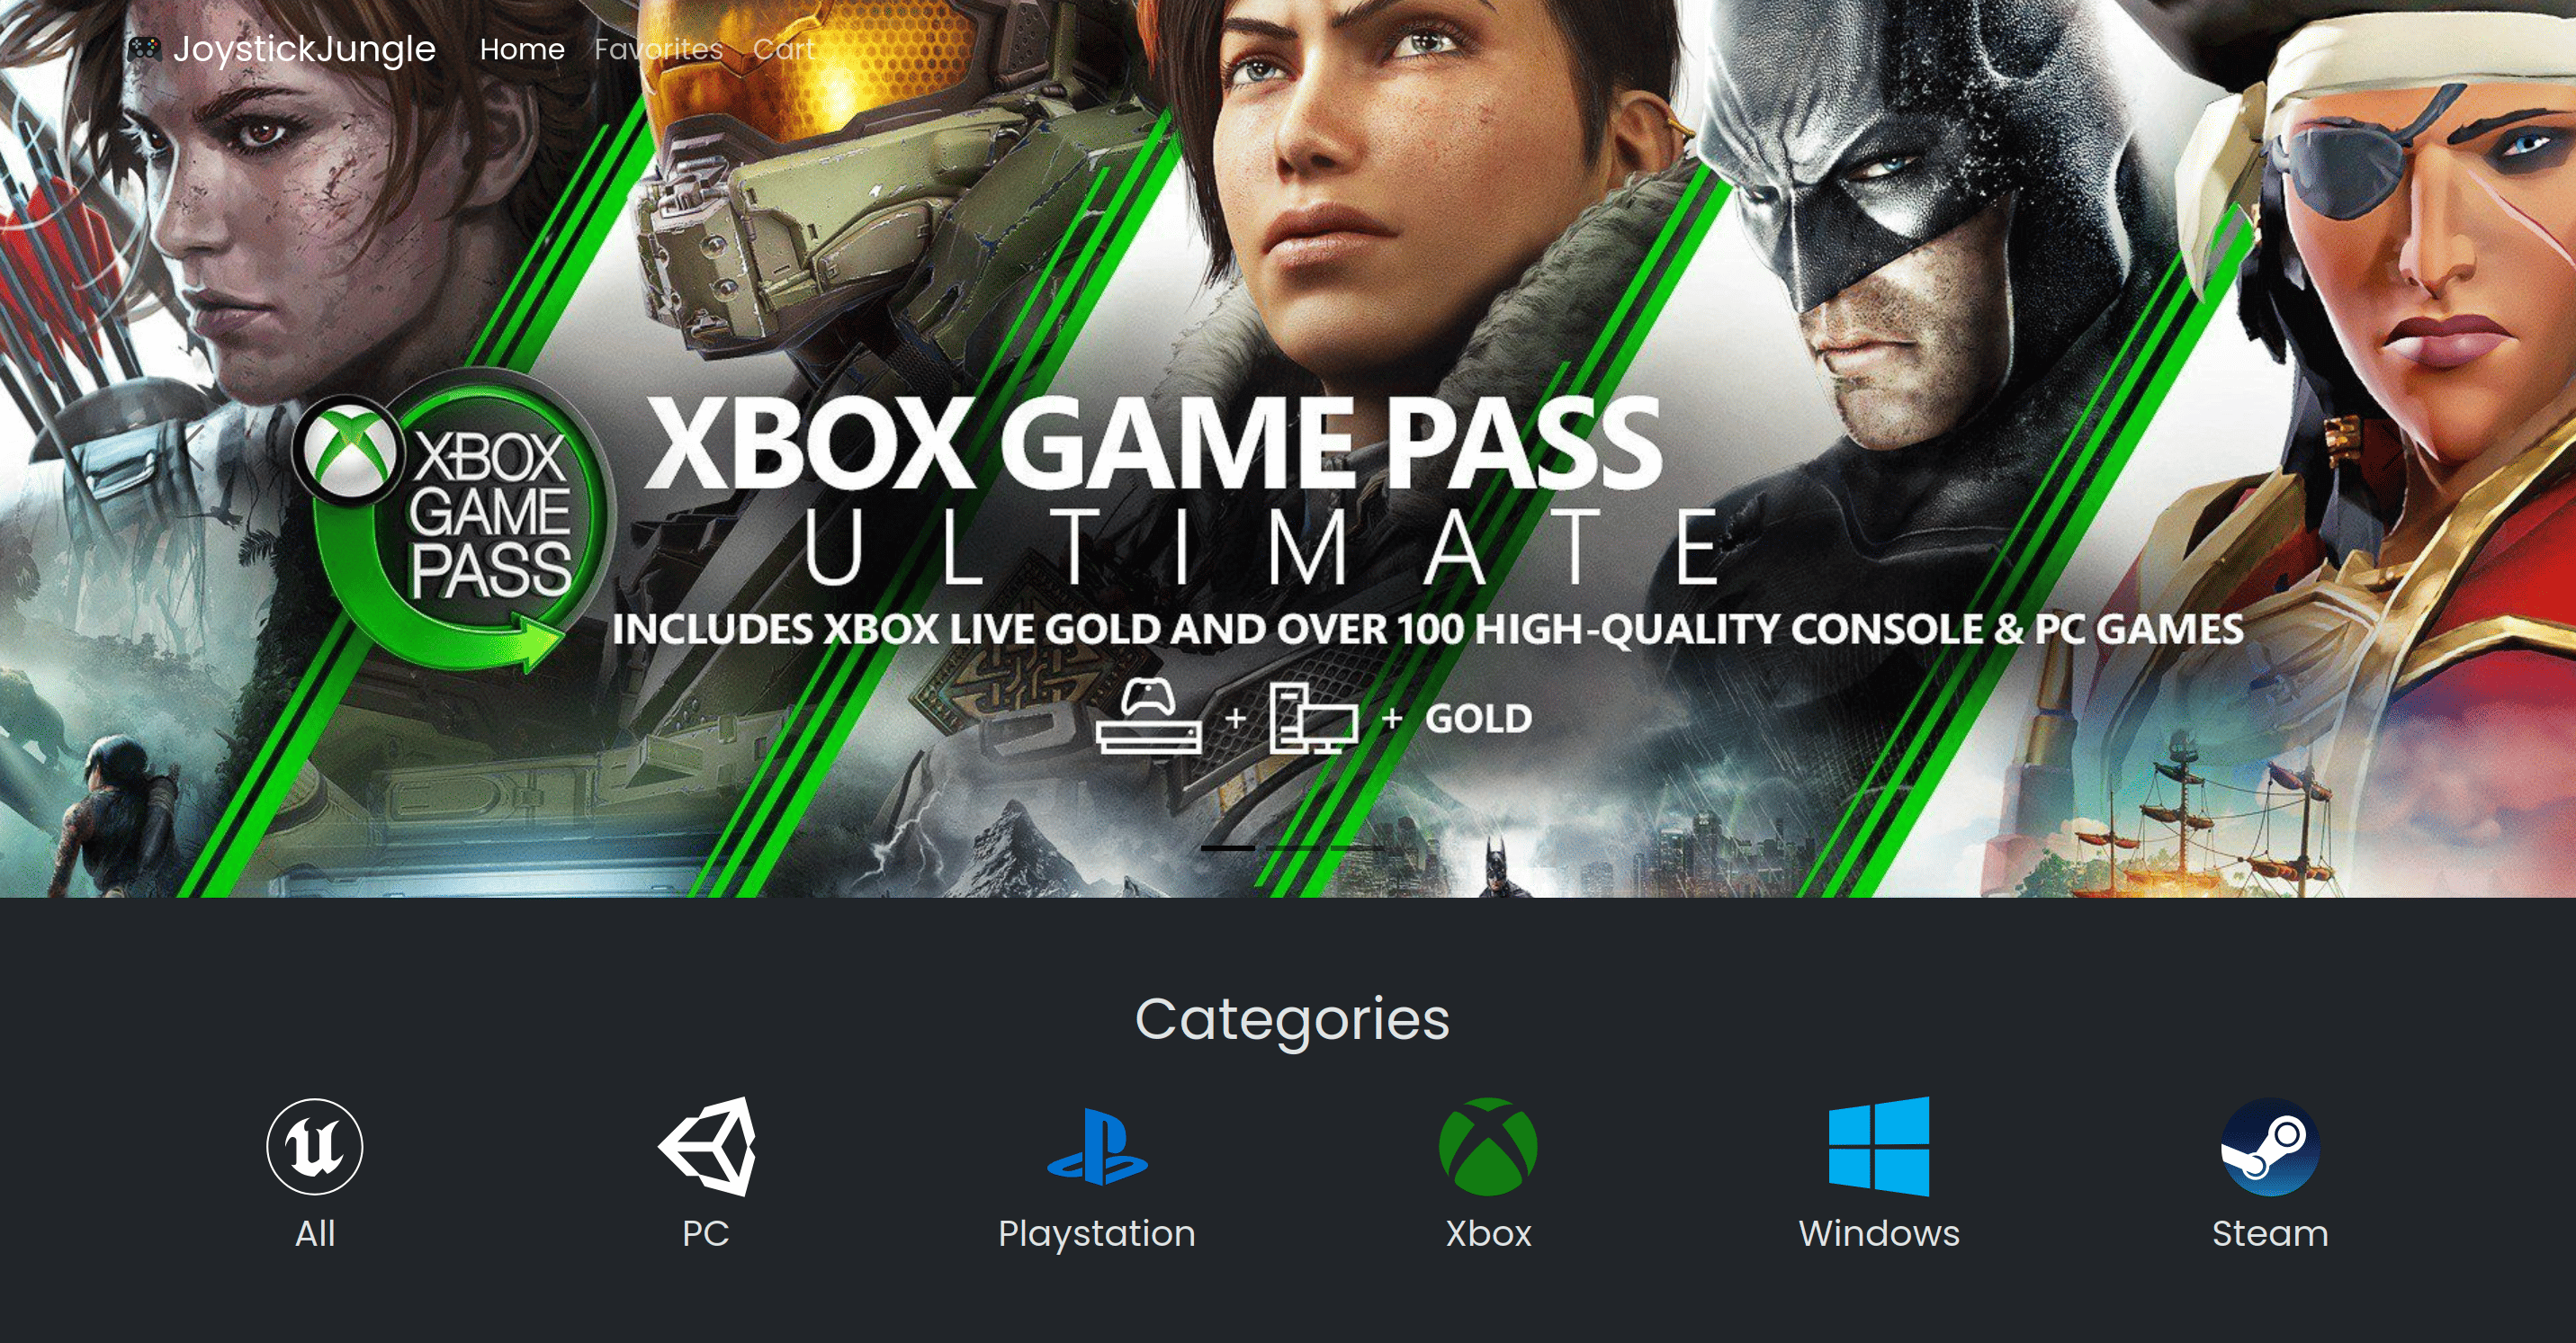 JoystickJungle Home Favorites Cart
XBOX
GAME
PASS
XBOX GAME PASS
ULTIMATE
INCLUDES XBOX LIVE GOLD AND OVER 100 HIGH-QUALITY CONSOLE & PC GAMES
+ + GOLD
Categories
All PC Playstation Xbox Windows Steam